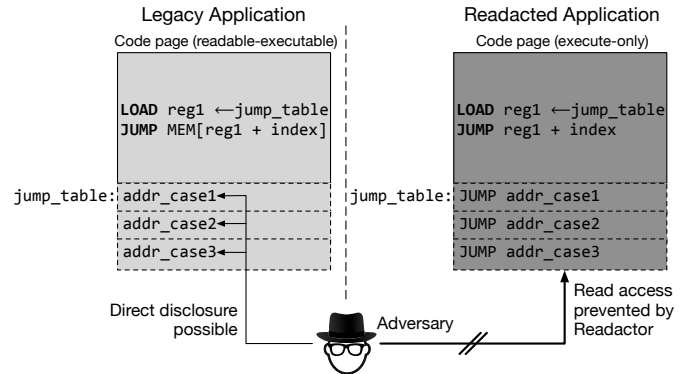 Legacy Application
Code page (readable-executable)
LOAD reg1 ←jump_table
JUMP MEM[reg1 + index]
jump_table: addr_case1
addr_case2
addr_case3
Direct disclosure
possible
Readacted Application
Code page (execute-only)
LOAD reg1 ←jump_table
JUMP reg1 + index
jump_table: JUMP addr_case1
JUMP addr_case2
JUMP addr_case3
Adversary
Read access
prevented by
Readactor